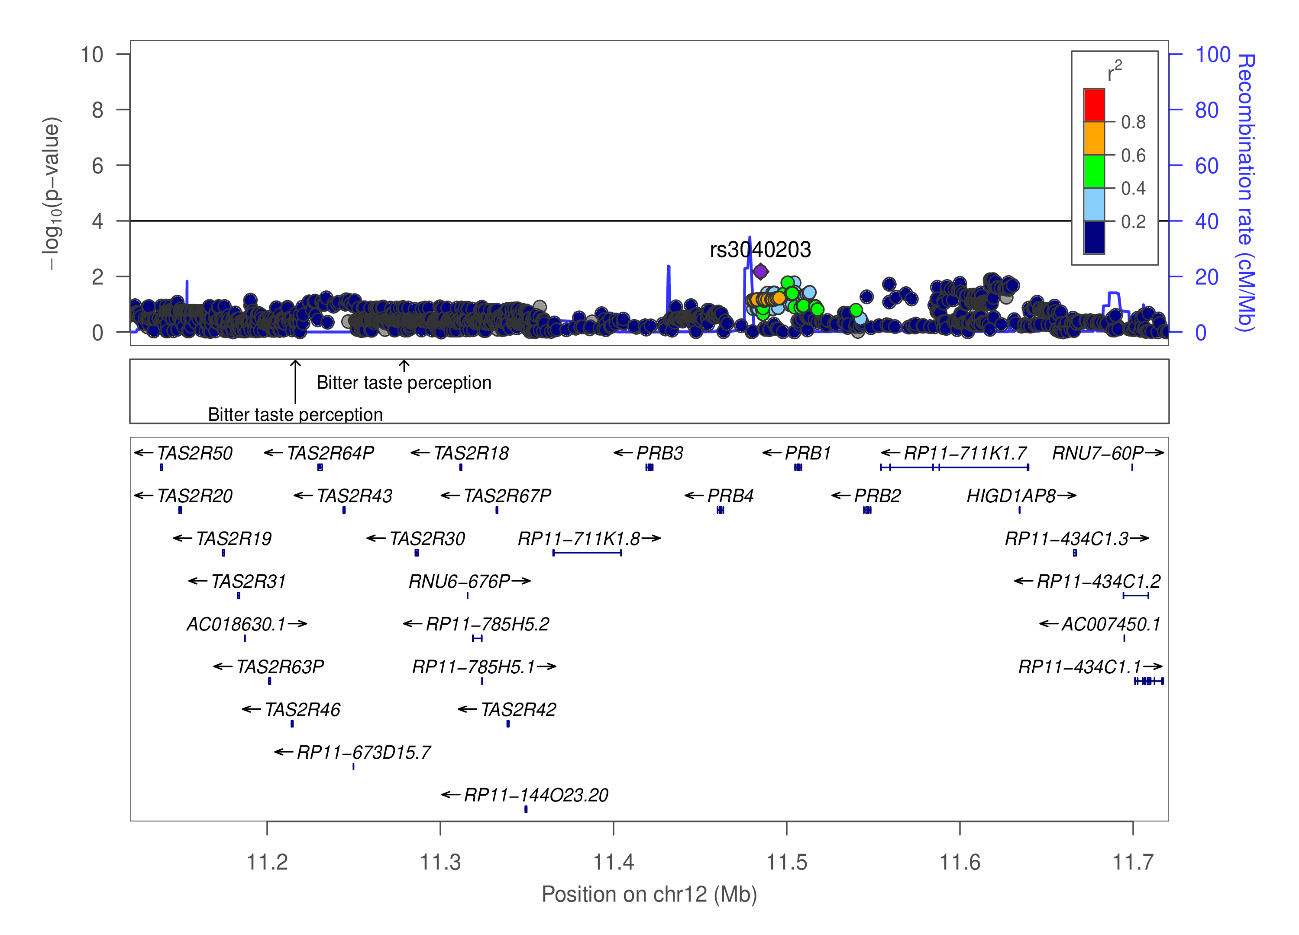 10
8
6
4
2
0
−log10(p−value)
100
80
60
40
20
0
Recombination rate (cM/Mb)
r2
0.8
0.6
0.4
0.2
rs3040203
Bitter taste perception
Bitter taste perception
←TAS2R50 ←TAS2R64P ←TAS2R18 ←PRB3 ←PRB1 ←RP11−711K1.7 RNU7−60P→
←TAS2R20 ←TAS2R43 ←TAS2R67P ←PRB4 ←PRB2 HIGD1AP8→
←TAS2R19 ←TAS2R30 RP11−711K1.8→ RP11−434C1.3→
←TAS2R31 RNU6−676P→ ←RP11−434C1.2
AC018630.1→ ←RP11−785H5.2 ←AC007450.1
←TAS2R63P RP11−785H5.1→ RP11−434C1.1→
←TAS2R46 ←TAS2R42
←RP11−673D15.7
←RP11−144O23.20
11.2 11.3 11.4 11.5 11.6 11.7
Position on chr12 (Mb)